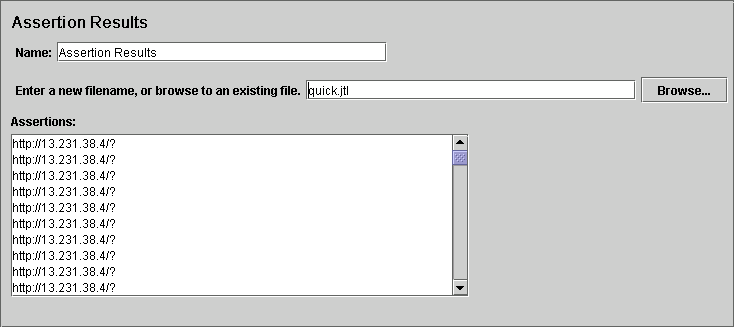 Assertion Results
Name: Assertion Results
Enter a new filename, or browse to an existing file. quick.jtl Browse...
Assertions:
http://13.231.38.4/?
http://13.231.38.4/?
http://13.231.38.4/?
http://13.231.38.4/?
http://13.231.38.4/?
http://13.231.38.4/?
http://13.231.38.4/?
http://13.231.38.4/?
http://13.231.38.4/?
http://13.231.38.4/?